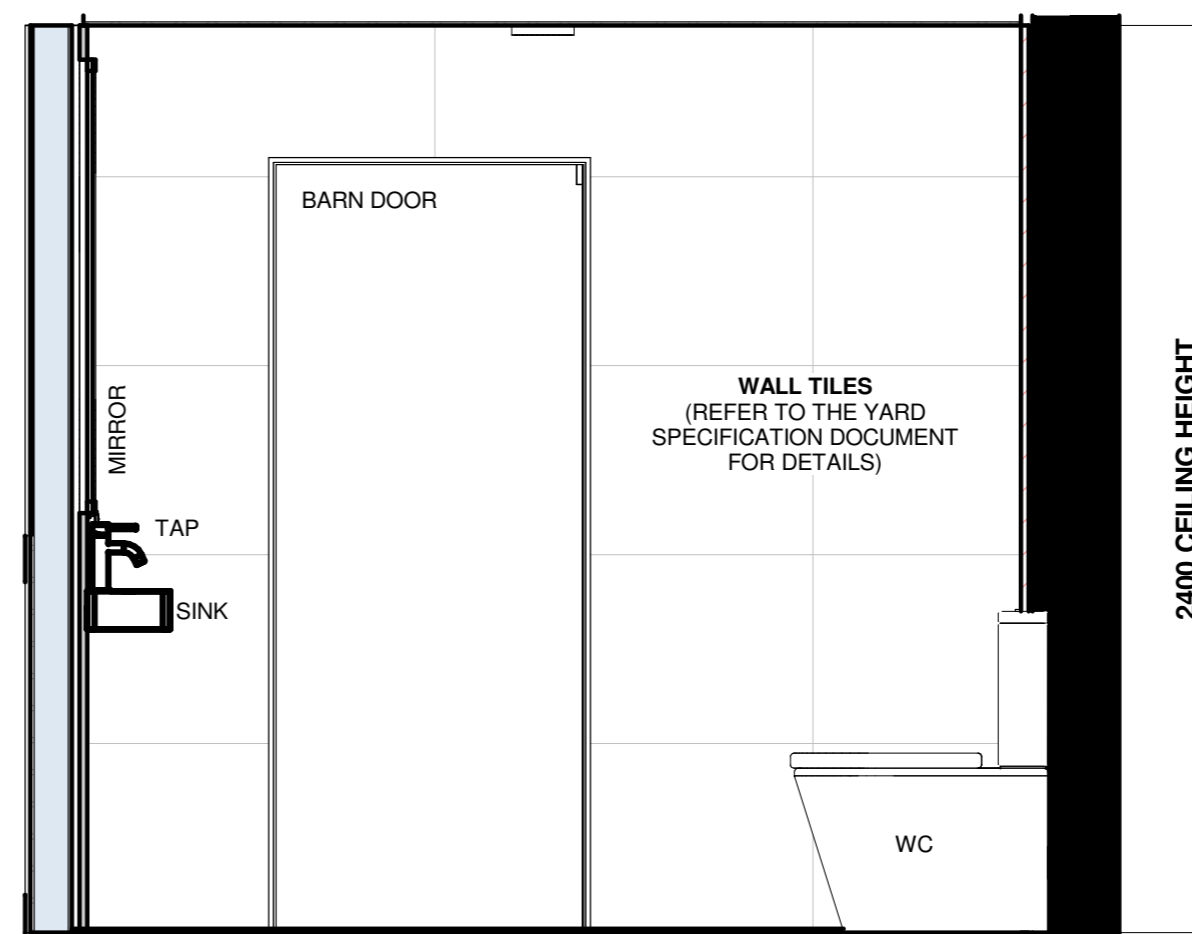 BARN DOOR
MIRROR
WALL TILES
(REFER TO THE YARD
SPECIFICATION DOCUMENT
FOR DETAILS)
2400 CEILING HEIGHT
TAP
SINK
WC